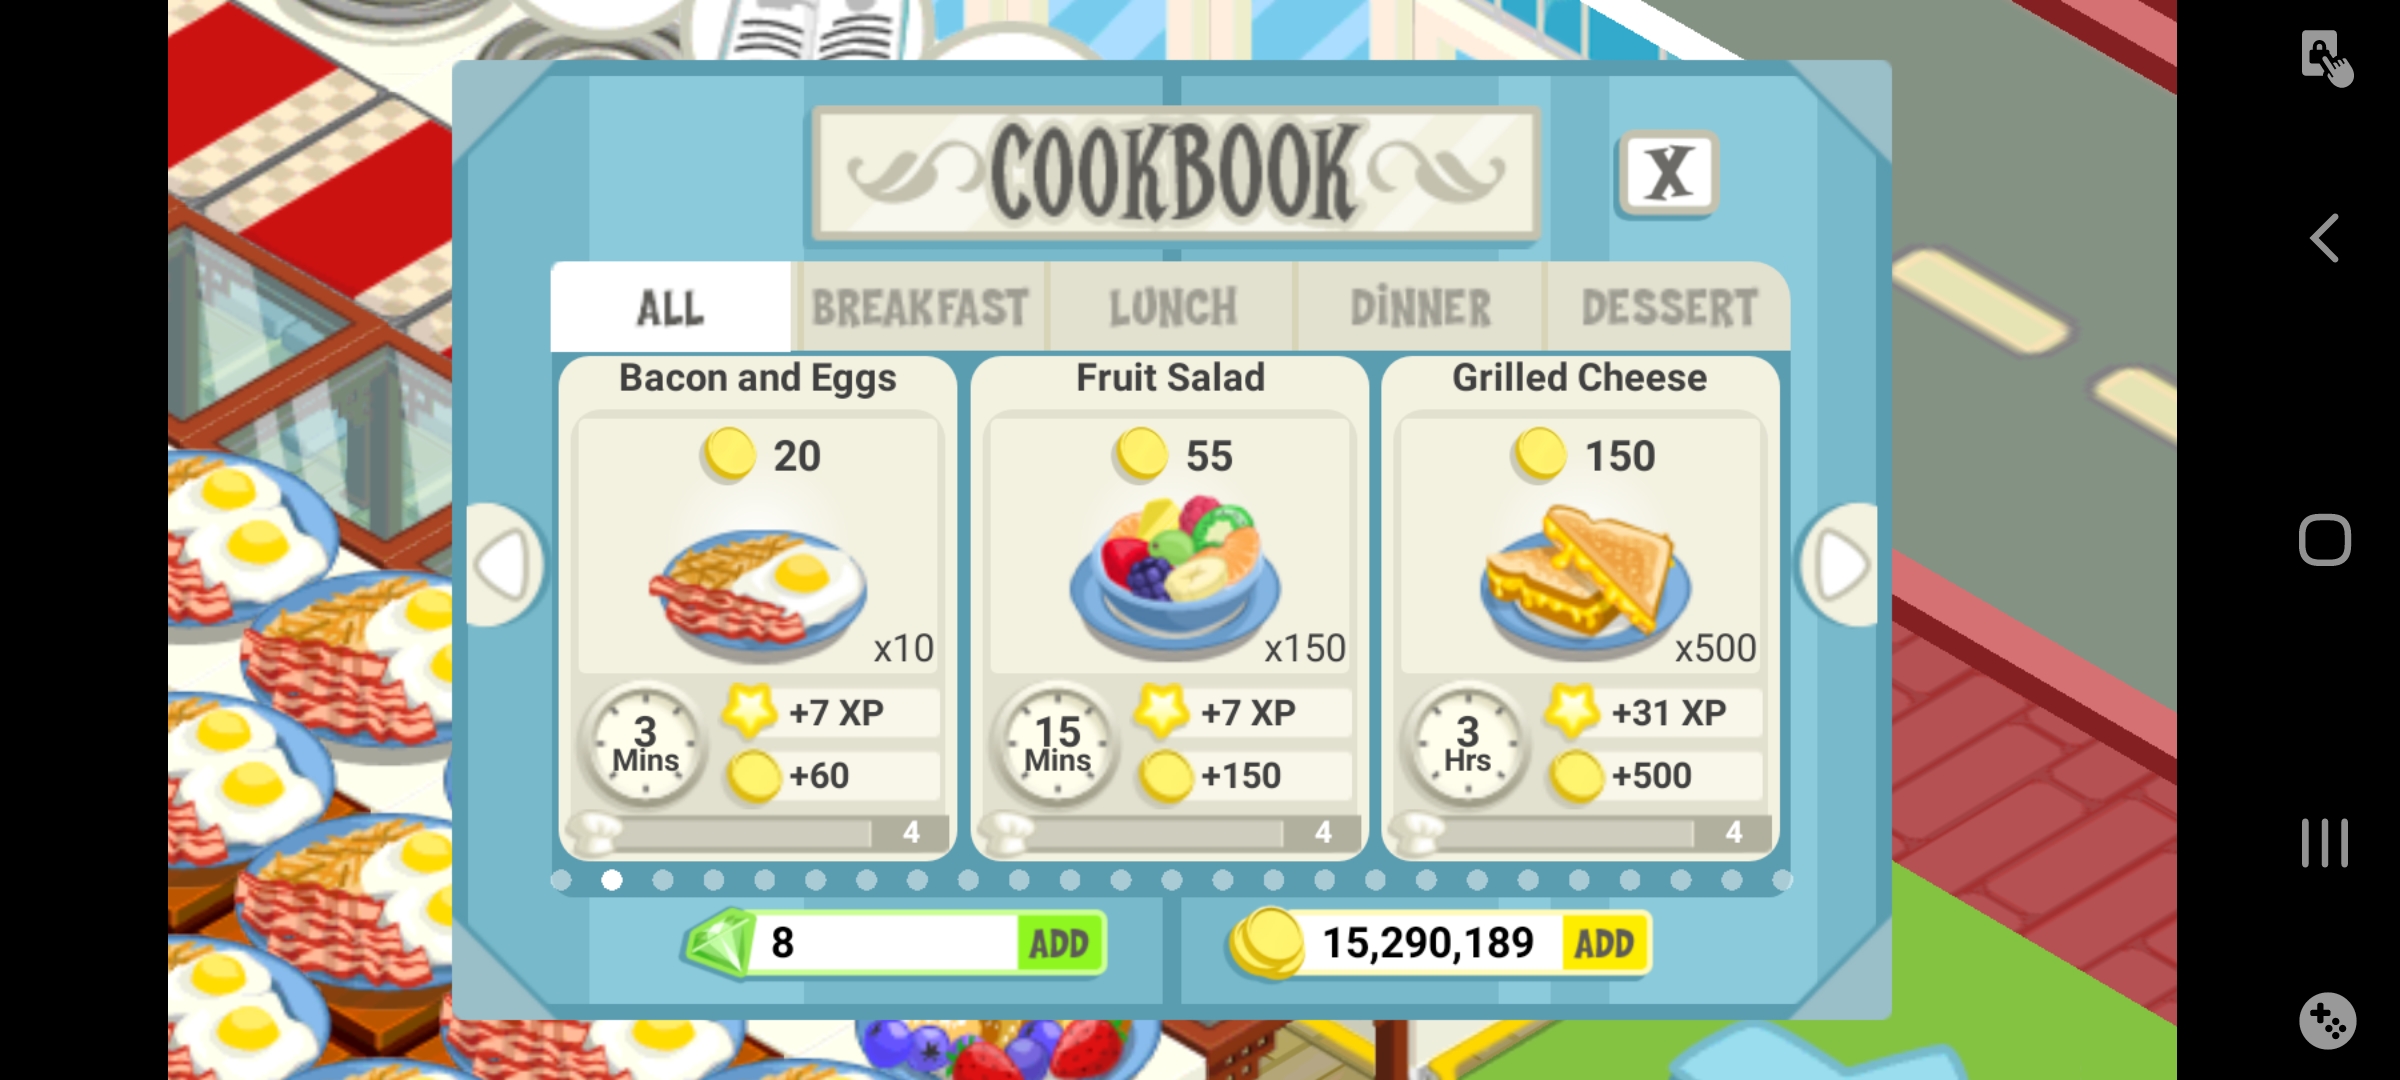 COOKBOOK
X
ALL BREAKFAST LUNCH DINNER DESSERT
Bacon and Eggs
20
x10
3
Mins
+7 XP
+60
4
Fruit Salad
55
x150
15
Mins
+7 XP
+150
4
Grilled Cheese
150
x500
3
Hrs
+31 XP
+500
4
8 ADD
15,290,189 ADD